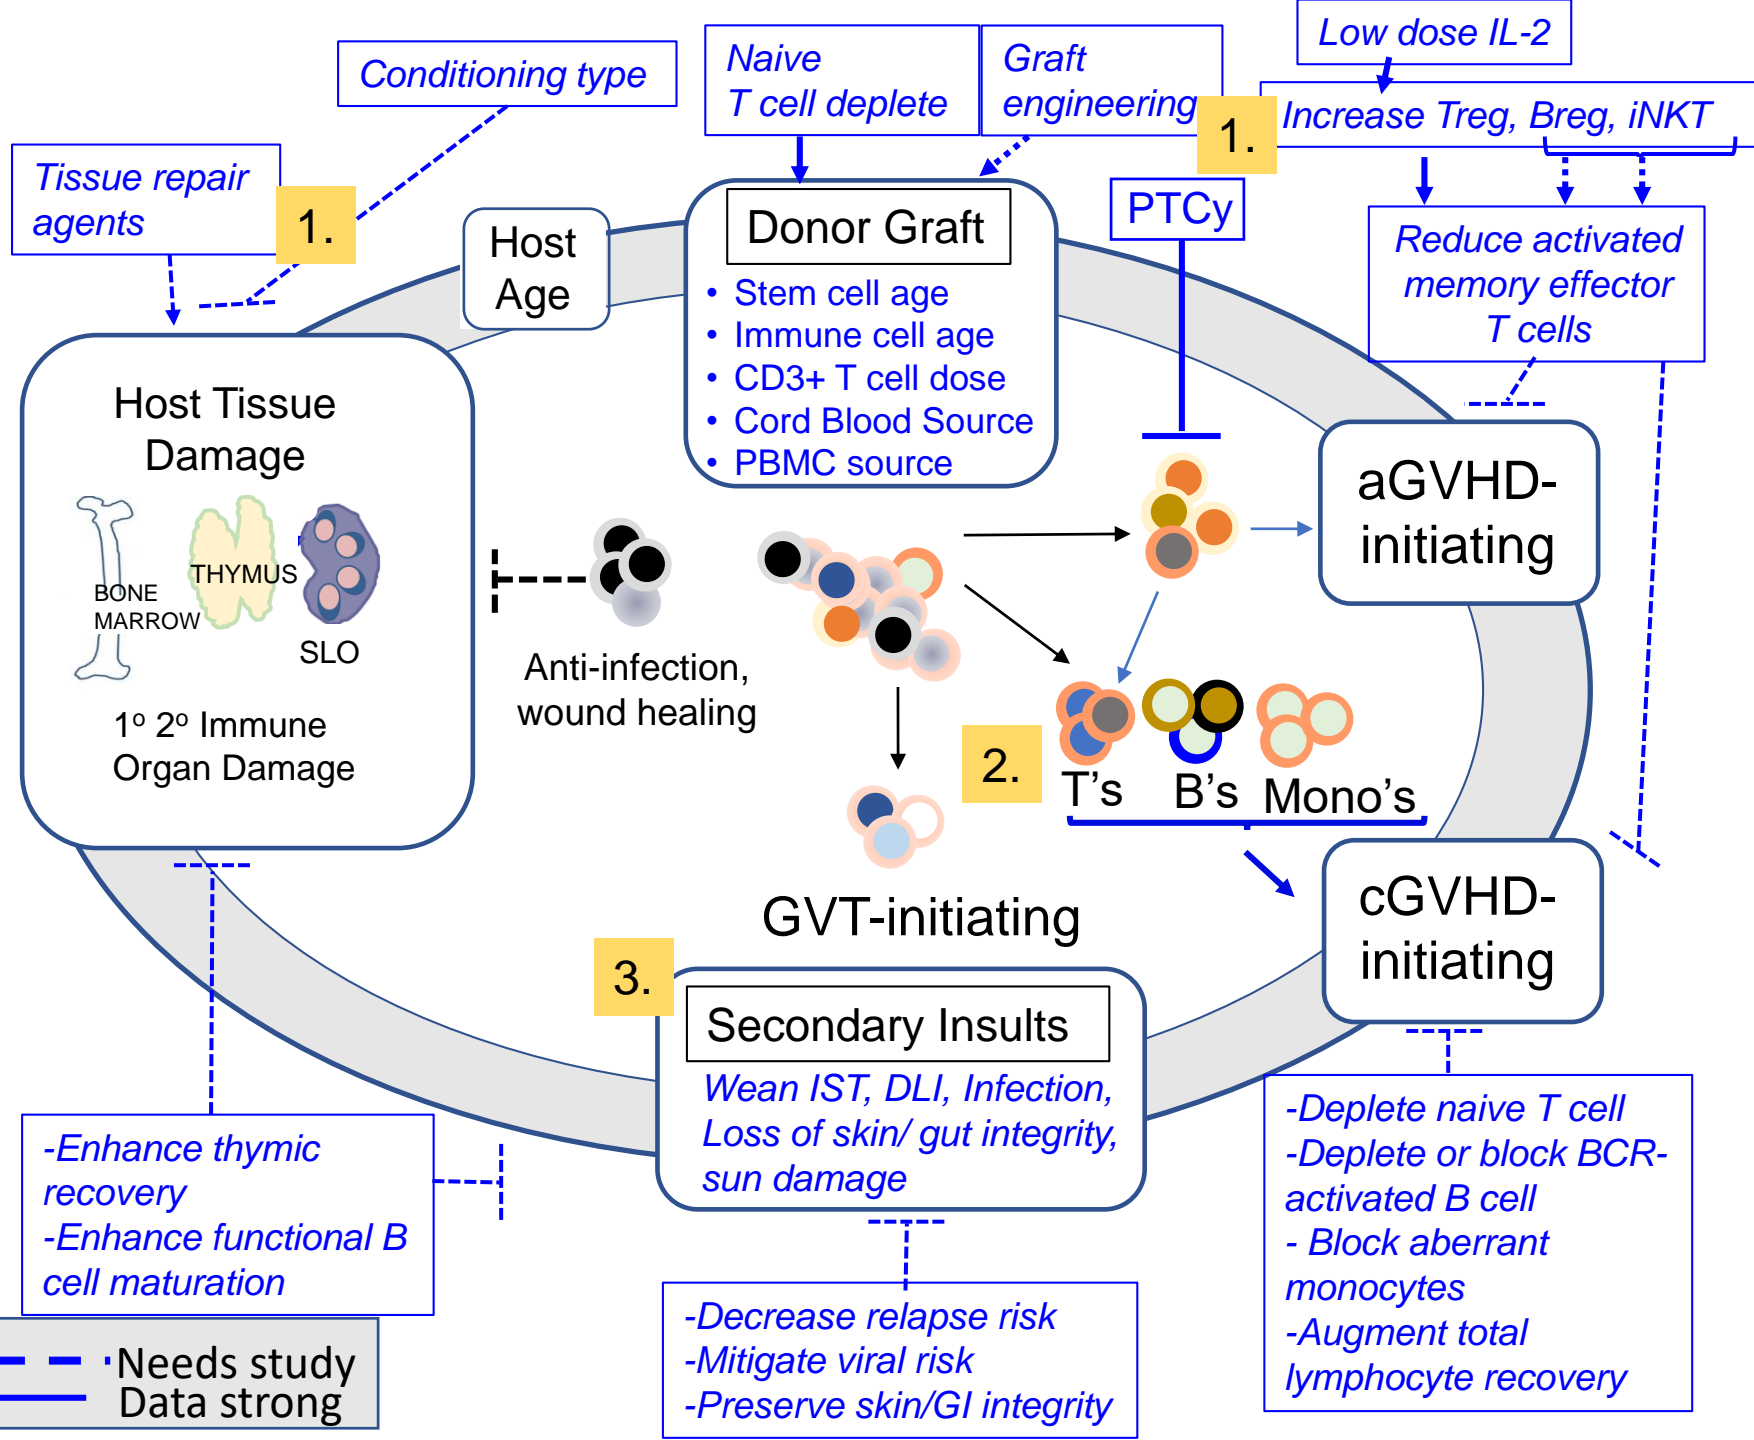 Low dose IL-2
Conditioning type
Naive
T cell deplete
Graft
engineering
1.
Increase Treg, Breg, iNKT
Tissue repair
agents
1.
Host
Age
Donor Graft
• Stem cell age
• Immune cell age
• CD3+ T cell dose
• Cord Blood Source
• PBMC source
PTCy
Reduce activated
memory effector
T cells
Host Tissue
Damage
BONE
MARROW
THYMUS
SLO
1º 2º Immune
Organ Damage
Anti-infection,
wound healing
aGVHD-
initiating
2.
T's
B's
Mono's
GVT-initiating
cGVHD-
initiating
3.
Secondary Insults
Wean IST, DLI, Infection,
Loss of skin/ gut integrity,
sun damage
-Enhance thymic
recovery
-Enhance functional B
cell maturation
-Decrease relapse risk
-Mitigate viral risk
-Preserve skin/GI integrity
-Deplete naive T cell
-Deplete or block BCR-
activated B cell
- Block aberrant
monocytes
-Augment total
lymphocyte recovery
Needs study
Data strong